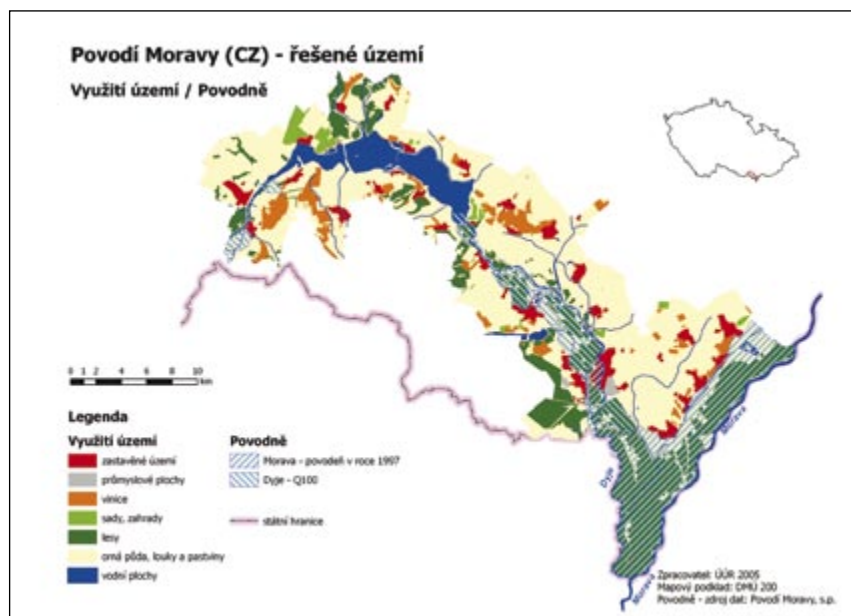 Povodí Moravy (CZ) - řešené území
Využití území / Povodně
0 1 2 4 6 8 10
km
Legenda
Využití území
zastavěné území
průmyslové plochy
vinice
sady, zahrady
lesy
orná půda, louky a pastviny
vodní plochy
Povodně
Morava - povodeň v roce 1997
Dyje - Q100
státní hranice
Dyje
Morava
Morava
Zpracovatel: ÚÚR 2005
Mapový podklad: DMÚ 200
Povodně - zdroj dat: Povodí Moravy, s.p.